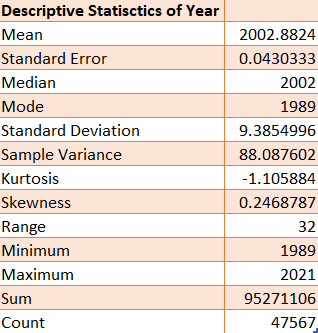 Descriptive Statisctics of Year
Mean 2002.8824
Standard Error 0.0430333
Median 2002
Mode 1989
Standard Deviation 9.3854996
Sample Variance 88.087602
Kurtosis -1.105884
Skewness 0.2468787
Range 32
Minimum 1989
Maximum 2021
Sum 95271106
Count 47567